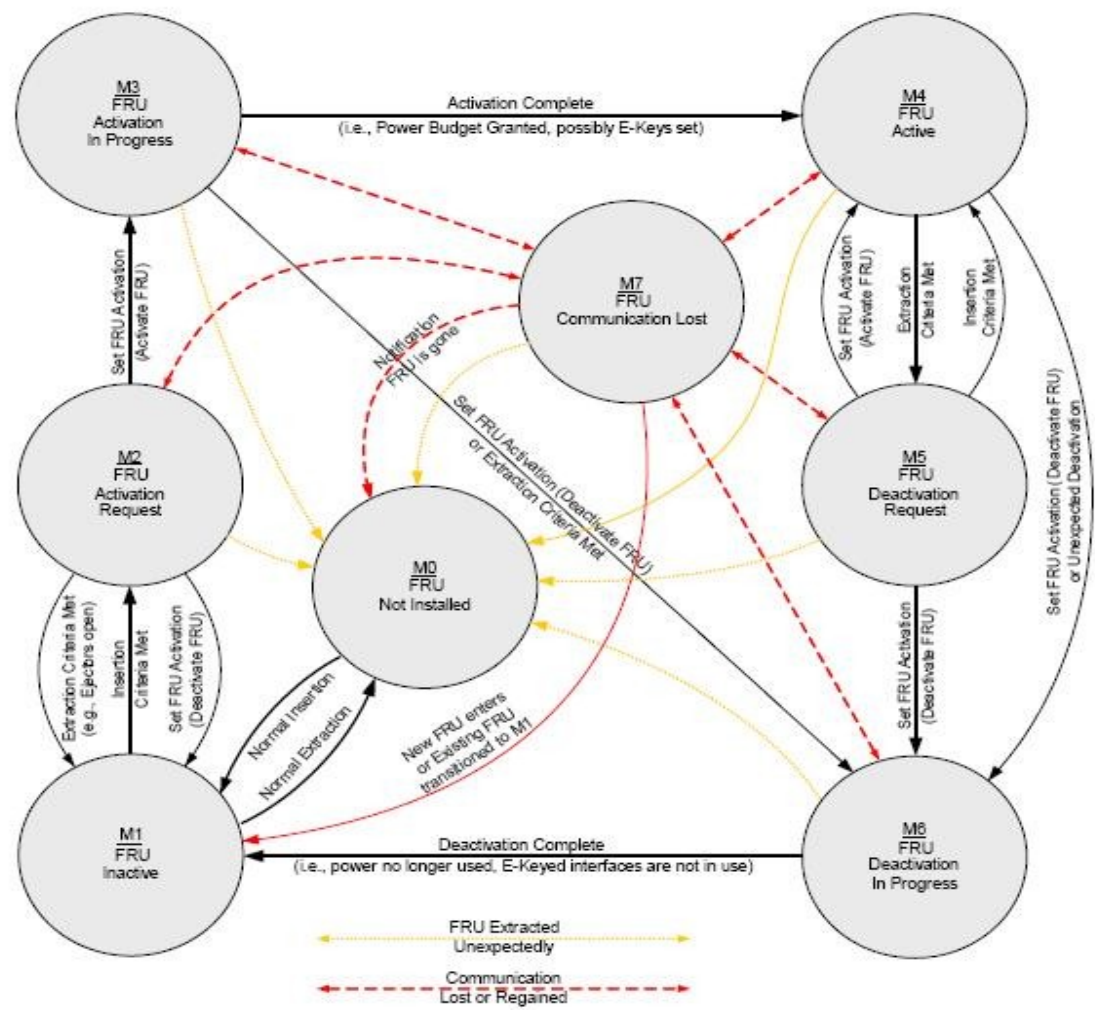 M3
FRU
Activation
In Progress
Activation Complete
(i.e., Power Budget Granted, possibly E-Keys set)
M4
FRU
Active
M7
FRU
Communication Lost
Set FRU Activation
(Activate FRU)
Notification
FRU is gone
Set FRU Activation (Deactivate FRU)
or Extraction Criteria Met
Set FRU Activation
(Activate FRU)
Extraction
Criteria Met
Insertion
Criteria Met
Set FRU Activation (Deactivate FRU)
or Unexpected Deactivation
M2
FRU
Activation
Request
M5
FRU
Deactivation
Request
M0
FRU
Not Installed
Extraction Criteria Met
(e.g., Ejectors open)
Insertion
Criteria Met
Set FRU Activation
(Deactivate FRU)
Normal Insertion
Normal Extraction
New FRU enters
or Existing FRU
transitioned to M1
Set FRU Activation
(Deactivate FRU)
M1
FRU
Inactive
Deactivation Complete
(i.e., power no longer used, E-Keyed interfaces are not in use)
M6
FRU
Deactivation
In Progress
FRU Extracted
Unexpectedly
Communication
Lost or Regained